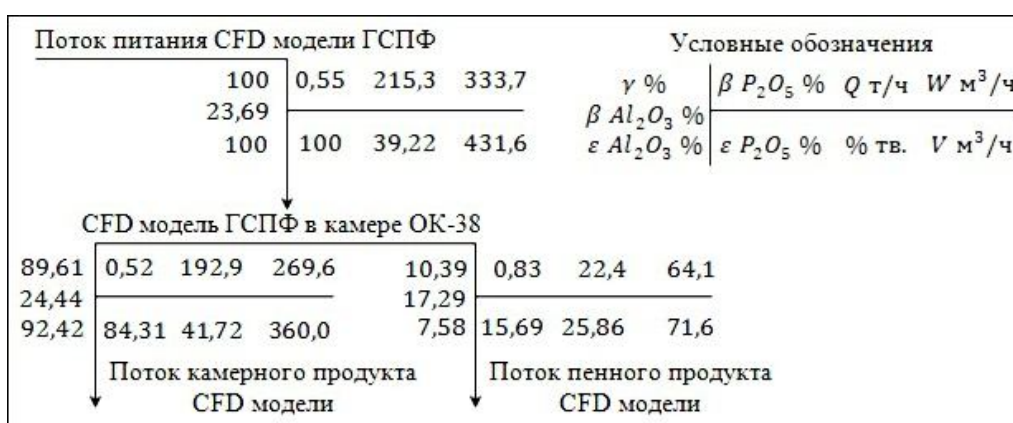 Поток питания CFD модели ГСПФ
Условные обозначения
100 0,55 215,3 333,7
23,69
100 100 39,22 431,6
γ % β P₂O₅ % Q т/ч W м³/ч
β Al₂O₃ %
ε Al₂O₃ % ε P₂O₅ % % тв. V м³/ч
CFD модель ГСПФ в камере ОК-38
89,61 0,52 192,9 269,6
24,44
92,42 84,31 41,72 360,0
10,39 0,83 22,4 64,1
17,29
7,58 15,69 25,86 71,6
Поток камерного продукта
CFD модели
Поток пенного продукта
CFD модели